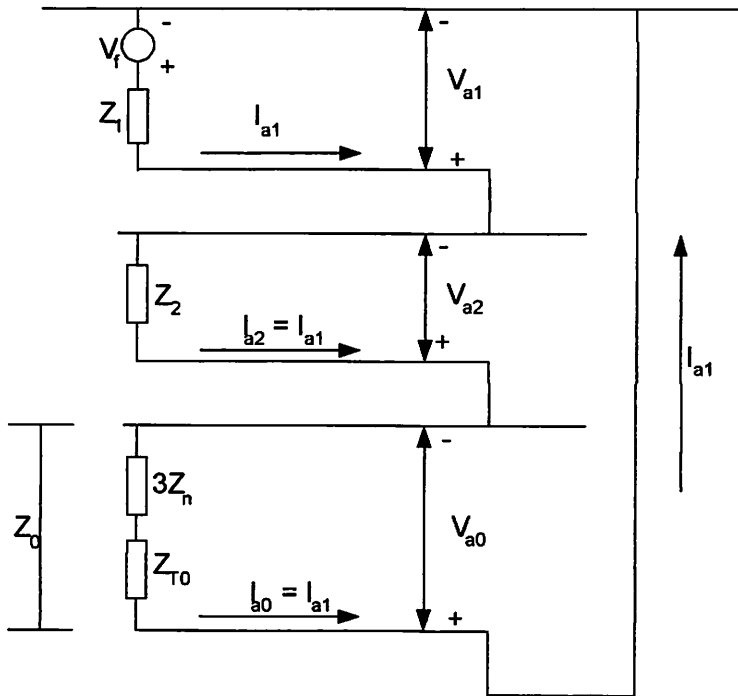 -
V_f
+
Z_1
I_a1
-
V_a1
+
Z_2
I_a2 = I_a1
-
V_a2
+
I_a1
Z_0
3Z_n
Z_T0
I_a0 = I_a1
-
V_a0
+